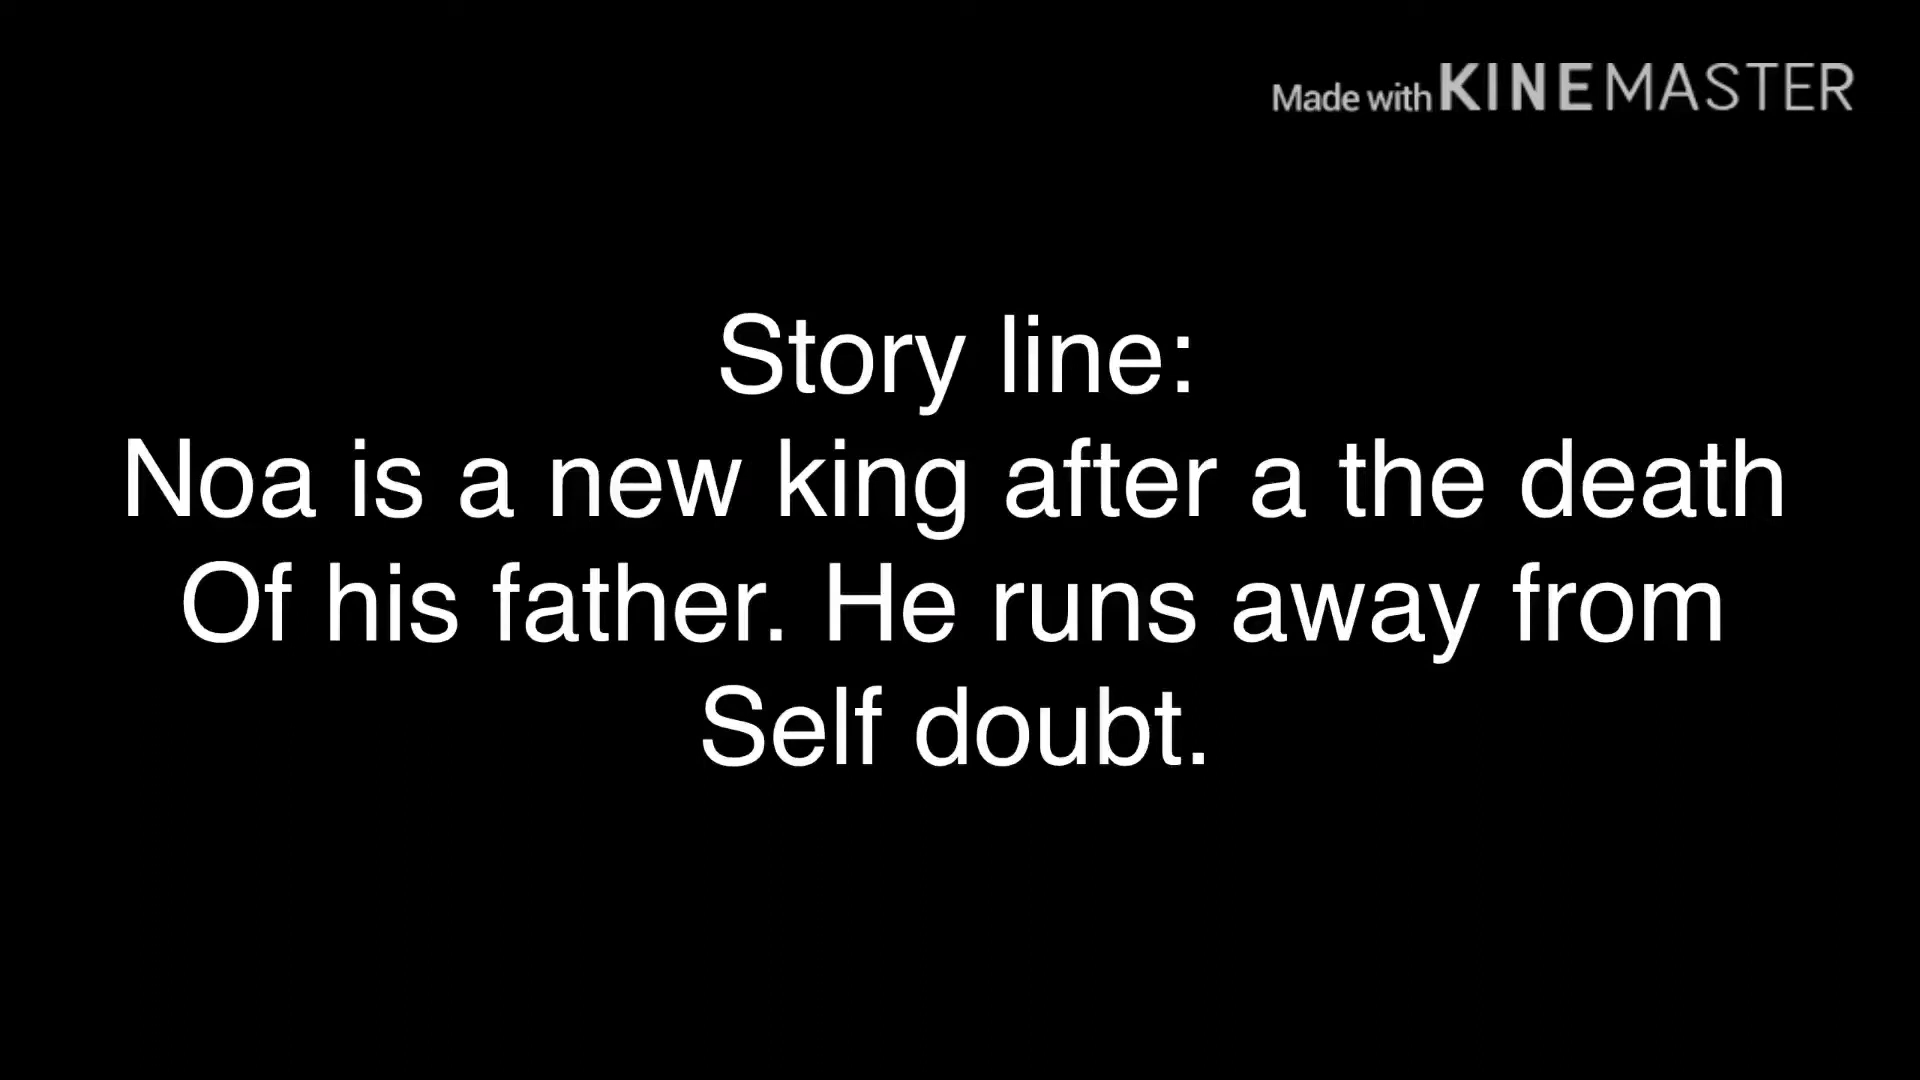 Made with KINEMASTER
Story line:
Noa is a new king after a the death
Of his father. He runs away from
Self doubt.